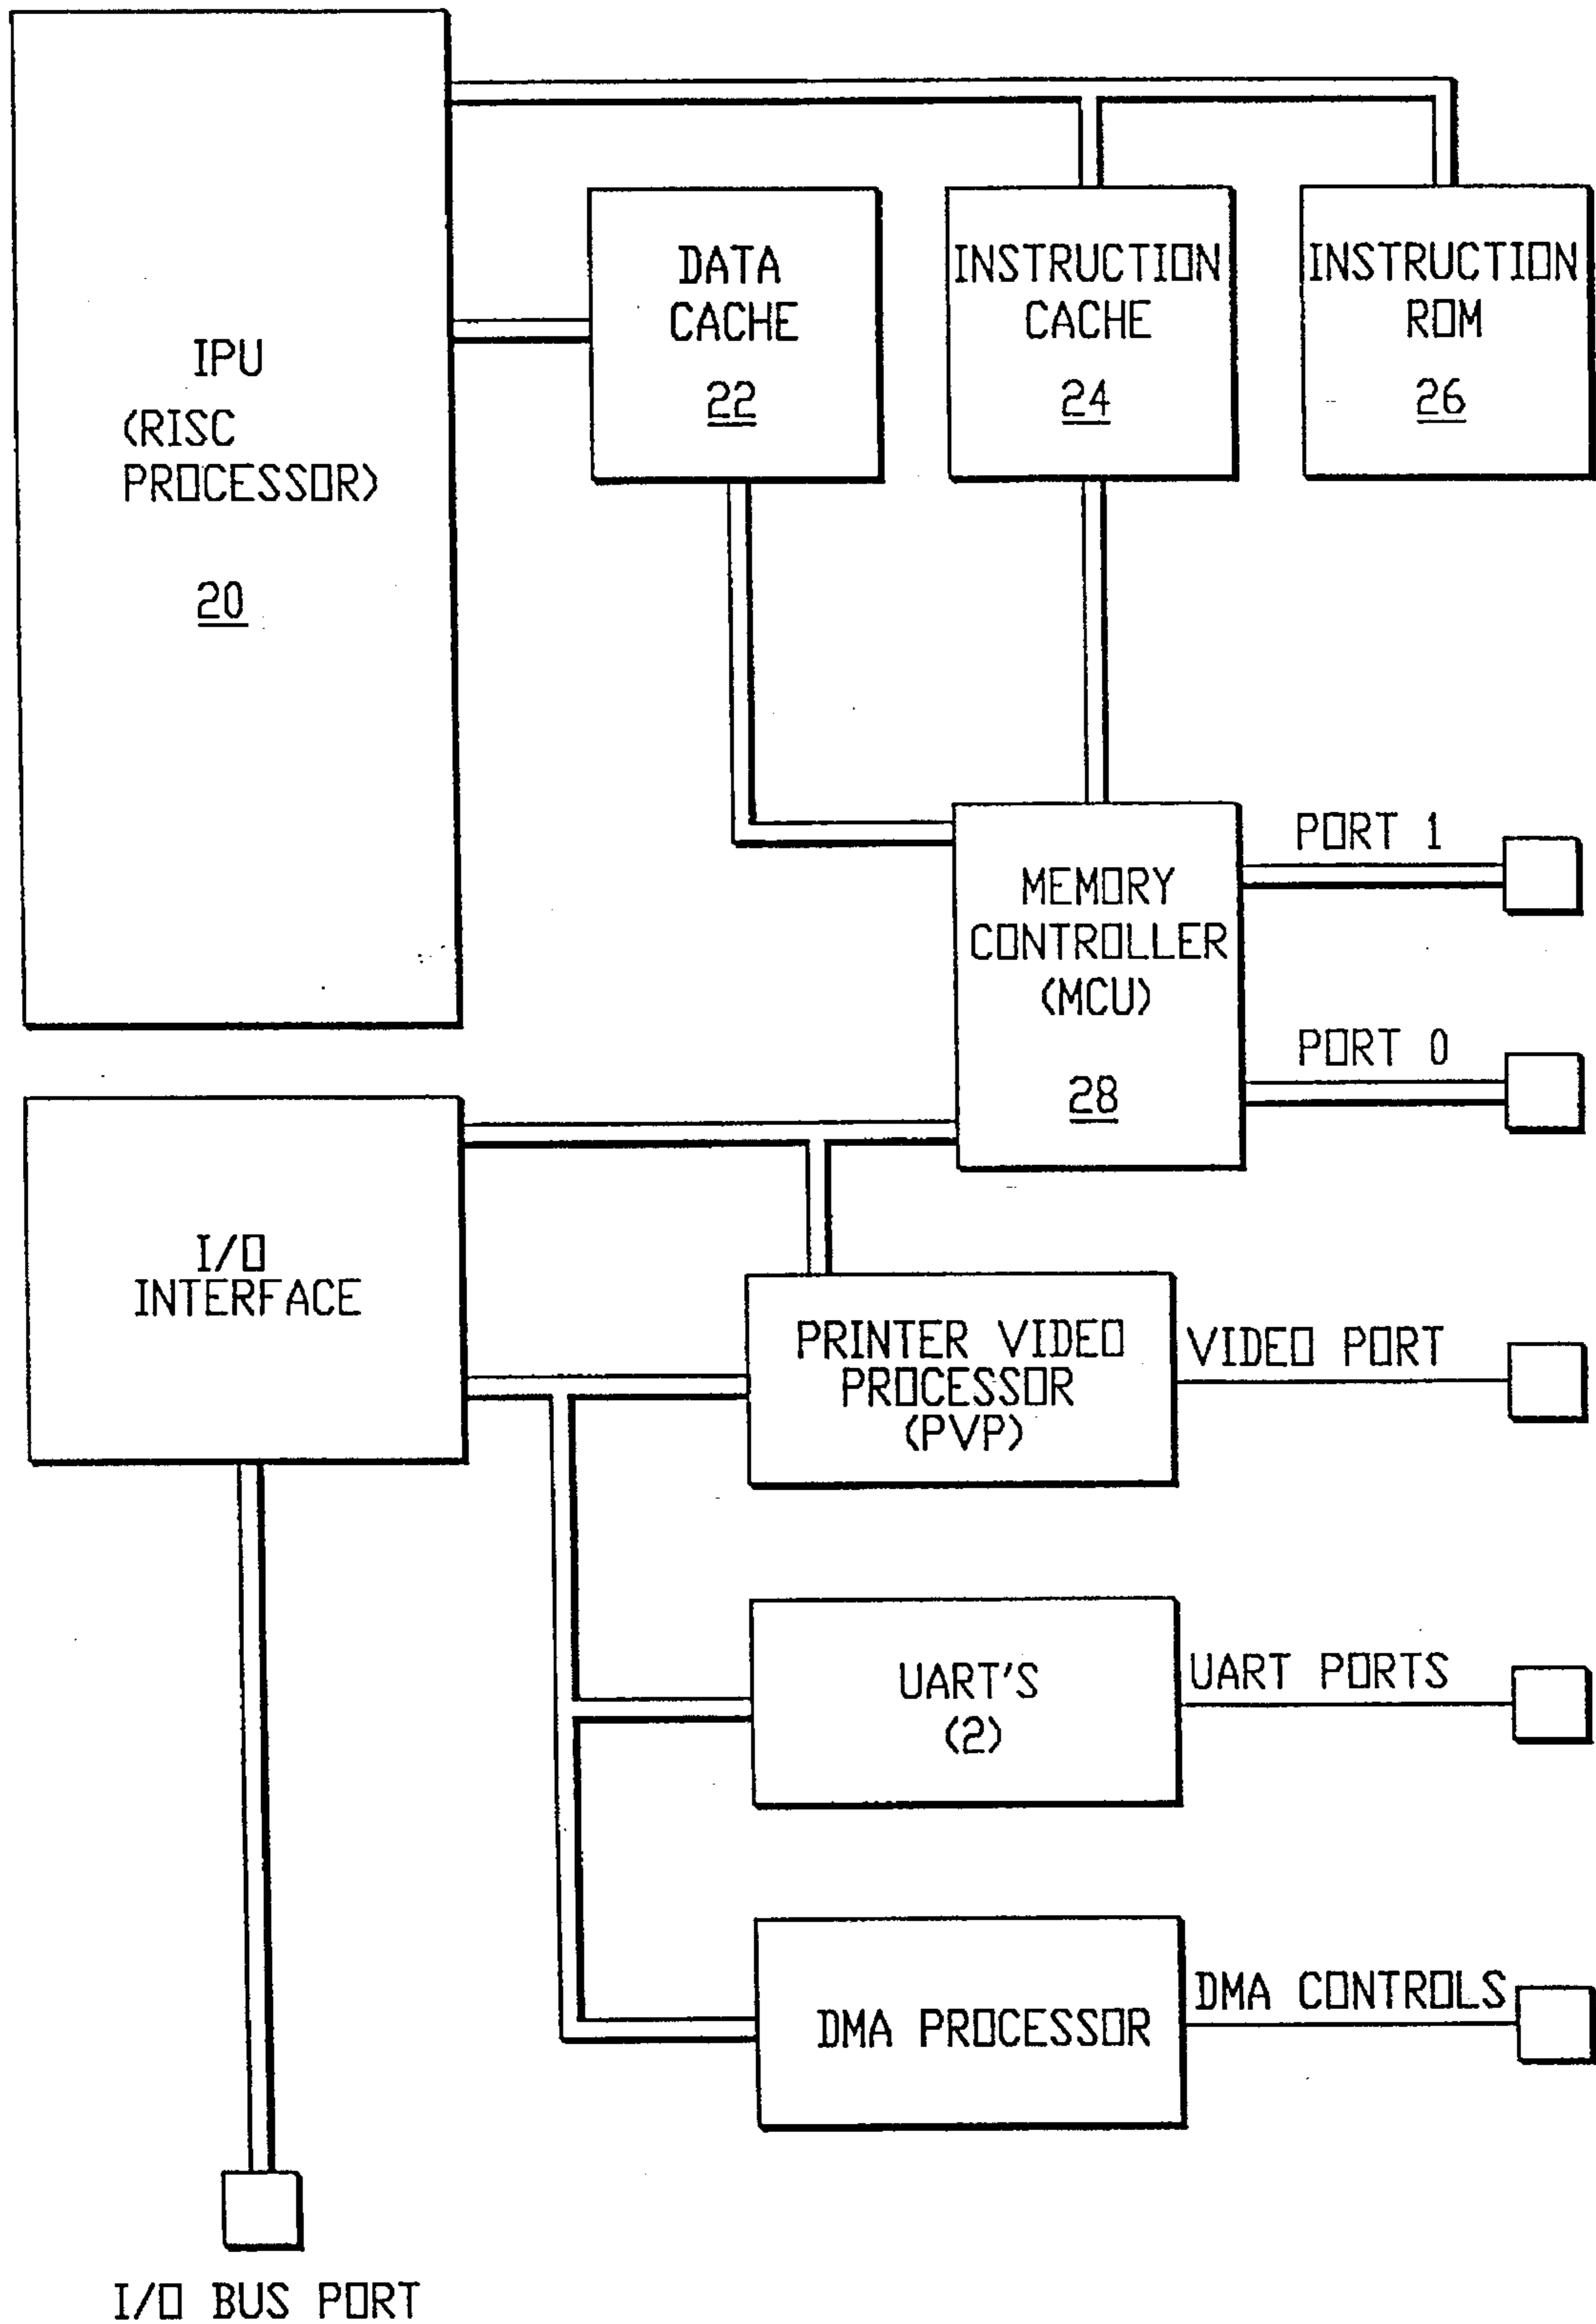 IPU
(RISC
PROCESSOR)
20
DATA
CACHE
22
INSTRUCTION
CACHE
24
INSTRUCTION
ROM
26
MEMORY
CONTROLLER
(MCU)
28
PORT 1
PORT 0
I/O
INTERFACE
PRINTER VIDEO
PROCESSOR
(PVP)
VIDEO PORT
UART'S
(2)
UART PORTS
DMA PROCESSOR
DMA CONTROLS
I/O BUS PORT